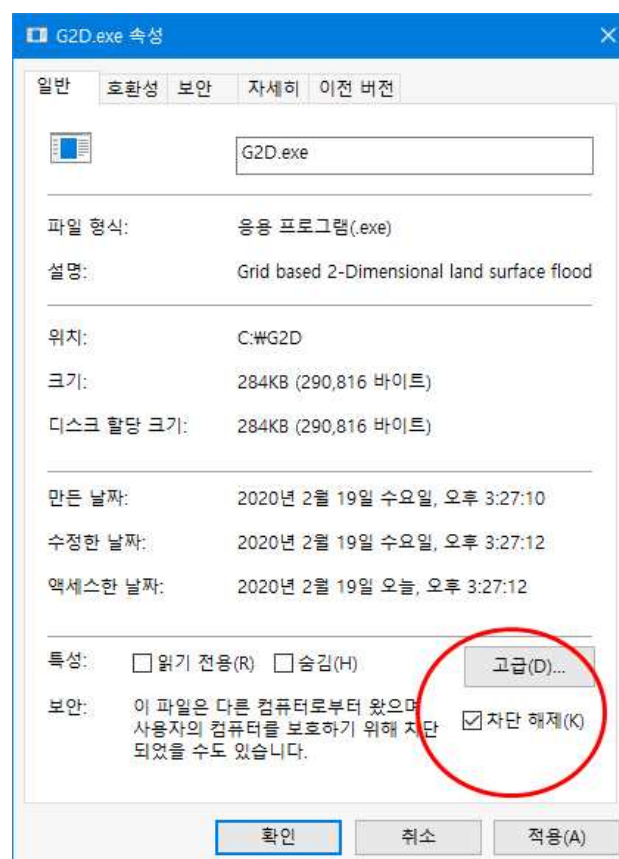 G2D.exe 속성
일반 호환성 보안 자세히 이전 버전
G2D.exe
파일 형식: 응용 프로그램(.exe)
설명: Grid based 2-Dimensional land surface flood
위치: C:₩G2D
크기: 284KB (290,816 바이트)
디스크 할당 크기: 284KB (290,816 바이트)
만든 날짜: 2020년 2월 19일 수요일, 오후 3:27:10
수정한 날짜: 2020년 2월 19일 수요일, 오후 3:27:12
액세스한 날짜: 2020년 2월 19일 오늘, 오후 3:27:12
특성: 읽기 전용(R) 숨김(H) 고급(D)...
보안: 이 파일은 다른 컴퓨터로부터 왔으며
사용자의 컴퓨터를 보호하기 위해 차단 차단 해제(K)
되었을 수도 있습니다.
확인 취소 적용(A)